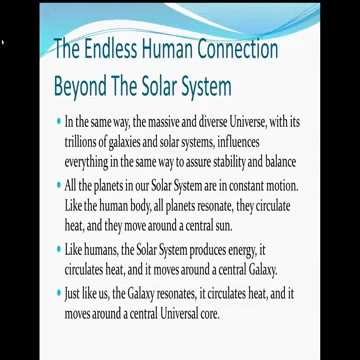 The Endless Human Connection
Beyond The Solar System
• In the same way, the massive and diverse Universe, with its
trillions of galaxies and solar systems, influences
everything in the same way to assure stability and balance
• All the planets in our Solar System are in constant motion.
Like the human body, all planets resonate, they circulate
heat, and they move around a central sun.
• Like humans, the Solar System produces energy, it
circulates heat, and it moves around a central Galaxy.
• Just like us, the Galaxy resonates, it circulates heat, and it
moves around a central Universal core.